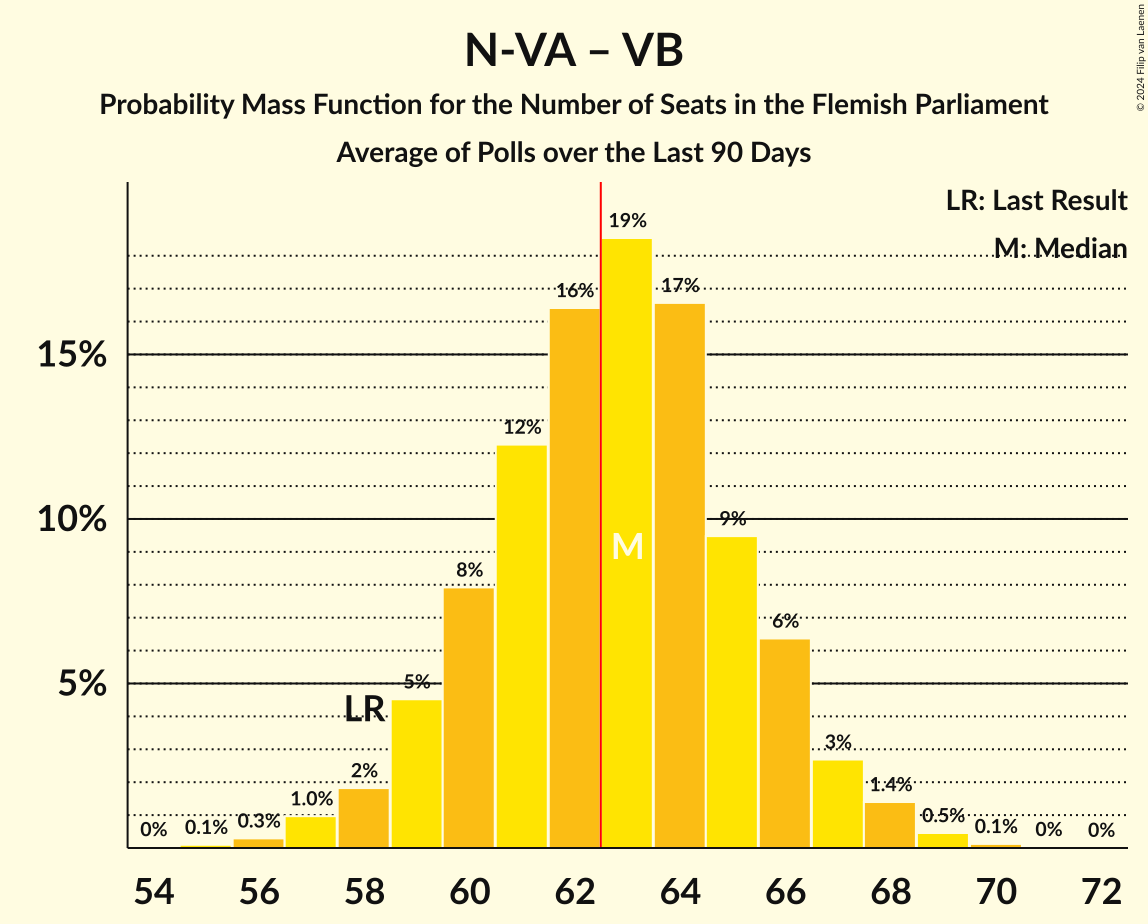 N-VA – VB
Probability Mass Function for the Number of Seats in the Flemish Parliament
Average of Polls over the Last 90 Days
© 2024 Filip van Laenen
LR: Last Result
M: Median
15%
10%
5%
0%
0.1%
0.3%
1.0%
2%
5%
8%
12%
16%
19%
17%
9%
6%
3%
1.4%
0.5%
0.1%
0%
0%
LR
M
54 56 58 60 62 64 66 68 70 72